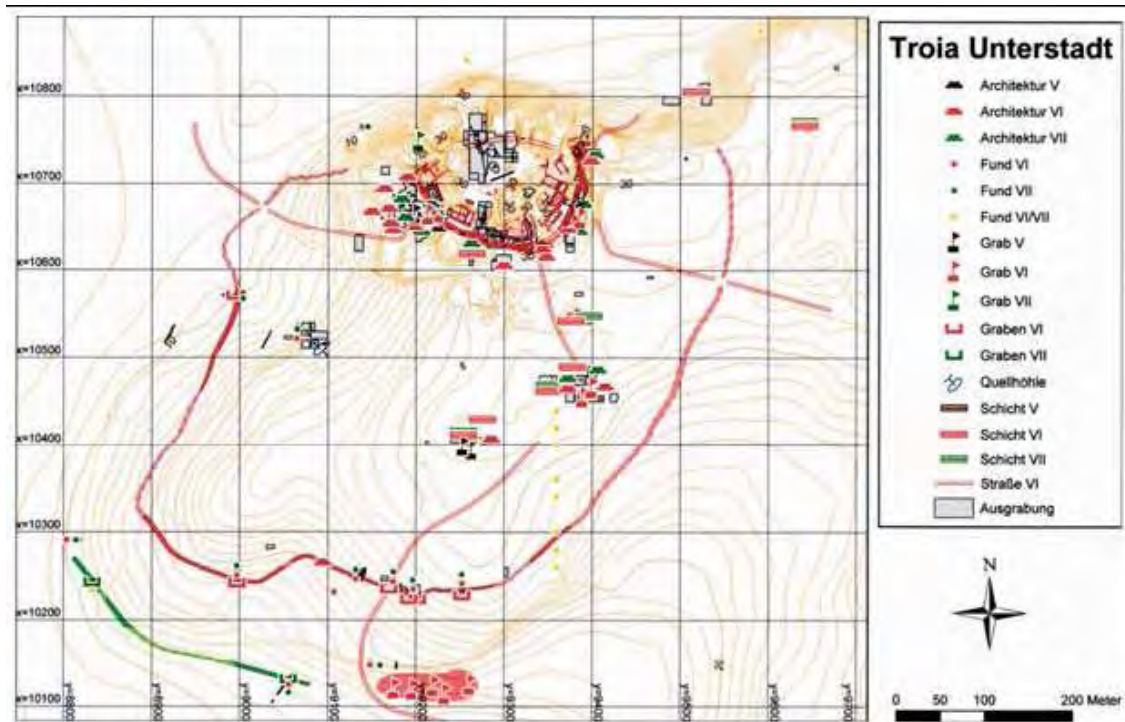 Troia Unterstadt
Architektur V
Architektur VI
Architektur VII
Fund VI
Fund VII
Fund VI/VII
Grab V
Grab VI
Grab VII
Graben VI
Graben VII
Quellhöhle
Schicht V
Schicht VI
Schicht VII
Straße VI
Ausgrabung
N
0 50 100 200 Meter
x=10800
x=10700
x=10600
x=10500
x=10400
x=10300
x=10200
x=10100
10